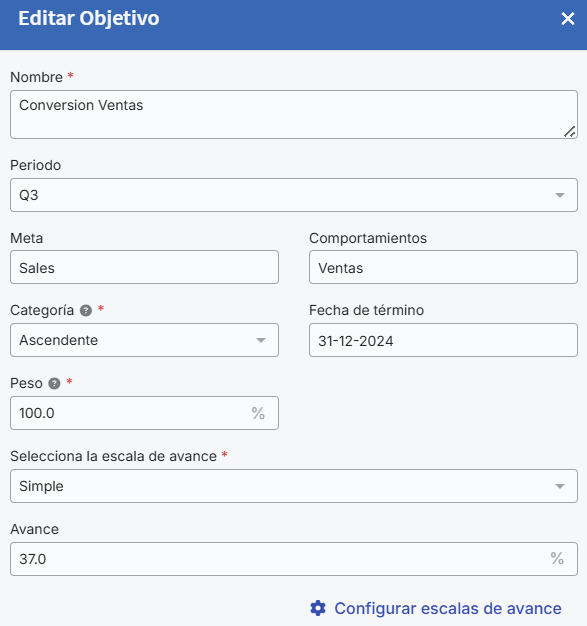 Editar Objetivo ×
Nombre *
Conversion Ventas
Periodo
Q3
Meta
Comportamientos
Sales
Ventas
Categoría ? *
Fecha de término
Ascendente
31-12-2024
Peso ? *
100.0 %
Selecciona la escala de avance *
Simple
Avance
37.0 %
Configurar escalas de avance